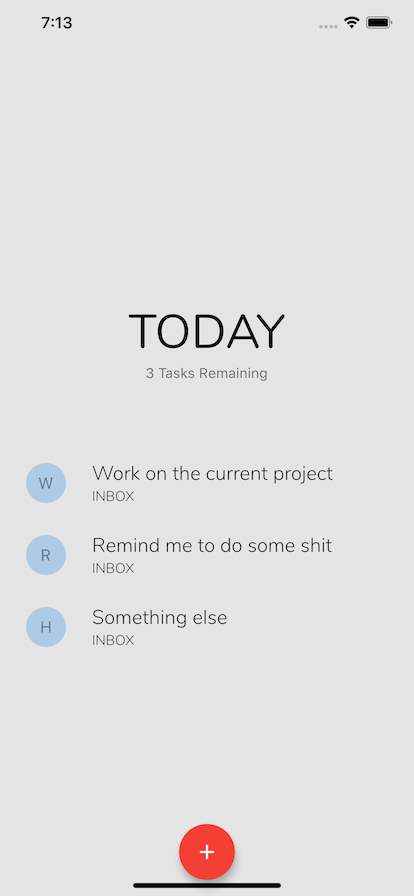 7:13
TODAY
3 Tasks Remaining
W
Work on the current project
INBOX
R
Remind me to do some shit
INBOX
H
Something else
INBOX
+